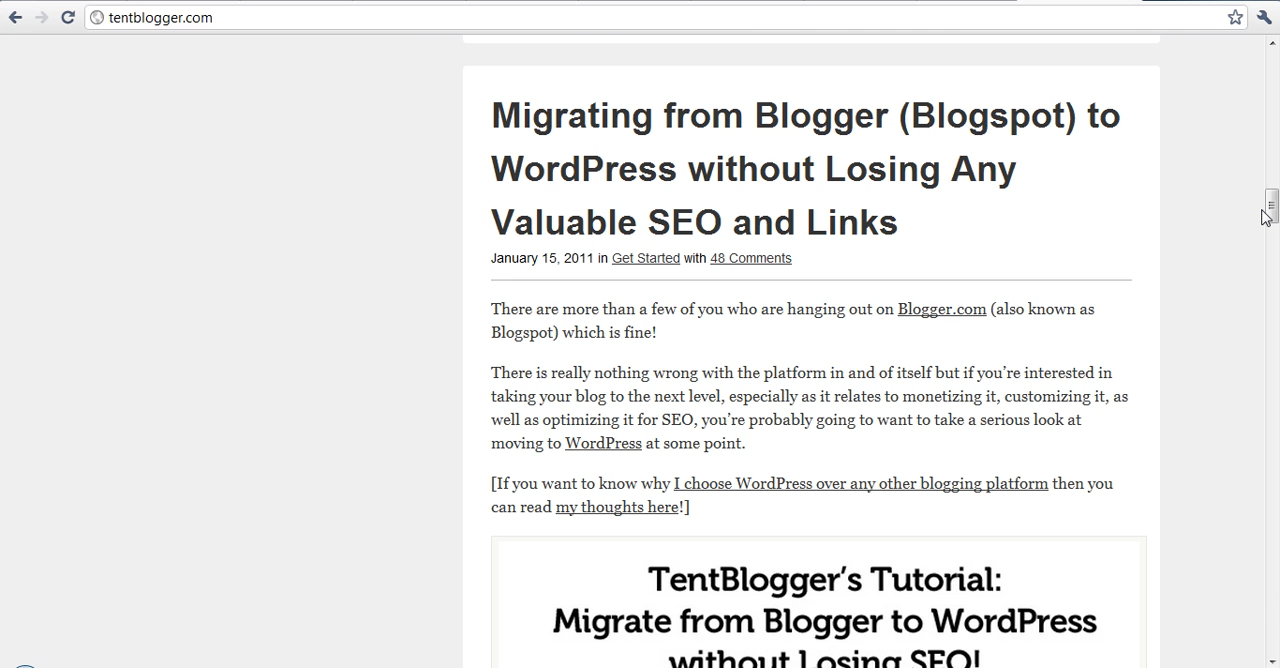 tentblogger.com
Migrating from Blogger (Blogspot) to
WordPress without Losing Any
Valuable SEO and Links
January 15, 2011 in Get Started with 48 Comments
There are more than a few of you who are hanging out on Blogger.com (also known as
Blogspot) which is fine!
There is really nothing wrong with the platform in and of itself but if you’re interested in
taking your blog to the next level, especially as it relates to monetizing it, customizing it, as
well as optimizing it for SEO, you’re probably going to want to take a serious look at
moving to WordPress at some point.
[If you want to know why I choose WordPress over any other blogging platform then you
can read my thoughts here!]
TentBlogger’s Tutorial:
Migrate from Blogger to WordPress
without Losing SEO!